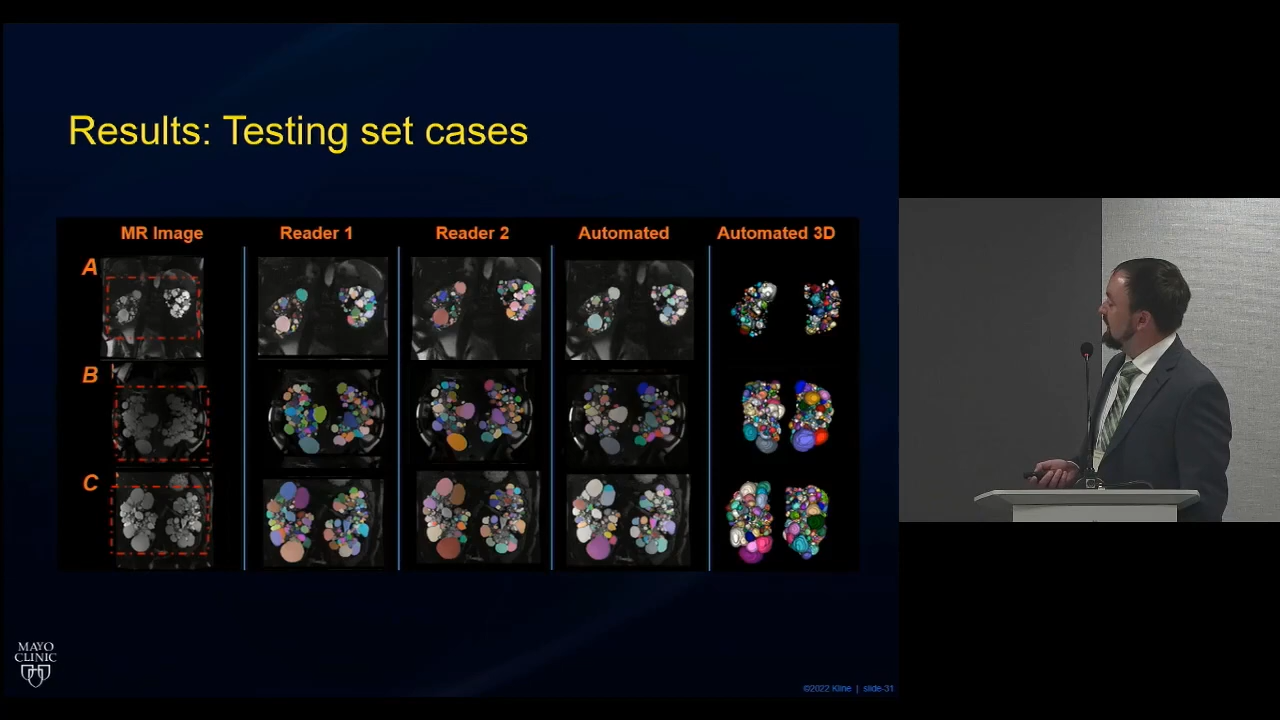 Results: Testing set cases
MR Image Reader 1 Reader 2 Automated Automated 3D
A
B
C
MAYO
CLINIC
©2022 Kline | slide-31